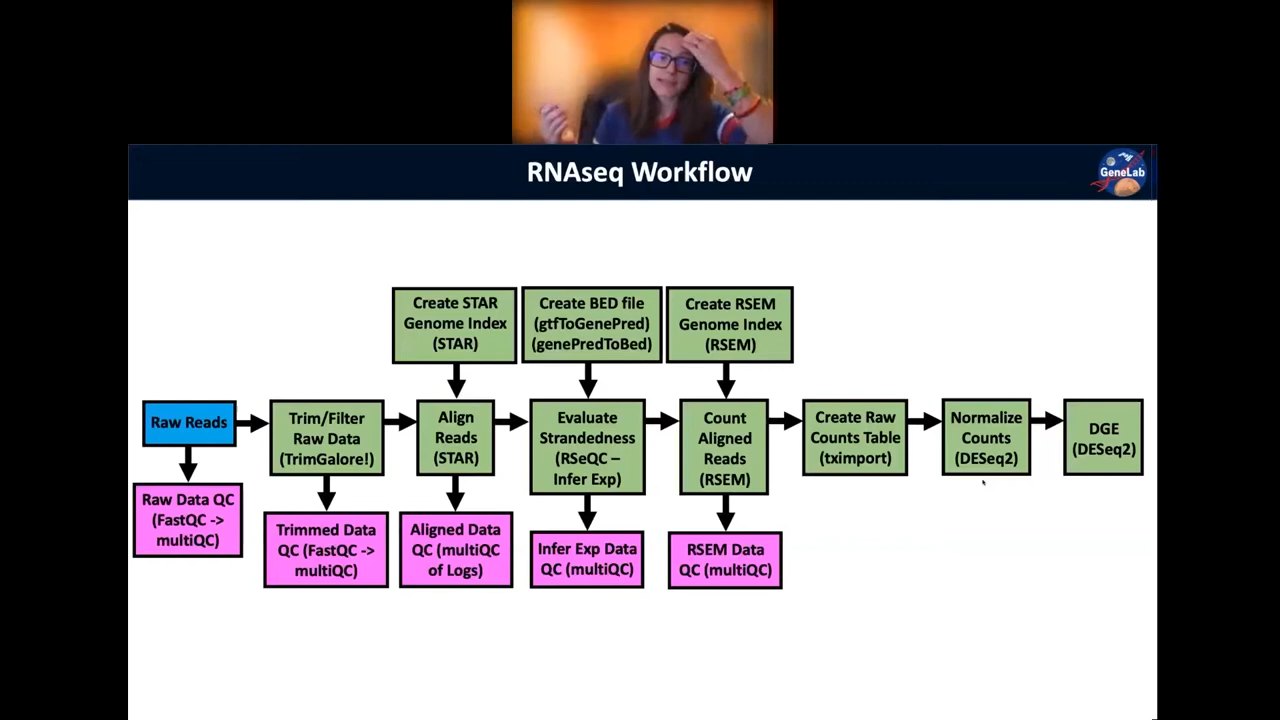 RNAseq Workflow
GeneLab
Create STAR
Genome Index
(STAR)
Create BED file
(gtfToGenePred)
(genePredToBed)
Create RSEM
Genome Index
(RSEM)
Raw Reads
Trim/Filter
Raw Data
(TrimGalore!)
Align
Reads
(STAR)
Evaluate
Strandedness
(RSeQC –
Infer Exp)
Count
Aligned
Reads
(RSEM)
Create Raw
Counts Table
(tximport)
Normalize
Counts
(DESeq2)
DGE
(DESeq2)
Raw Data QC
(FastQC ->
multiQC)
Trimmed Data
QC (FastQC ->
multiQC)
Aligned Data
QC (multiQC
of Logs)
Infer Exp Data
QC (multiQC)
RSEM Data
QC (multiQC)